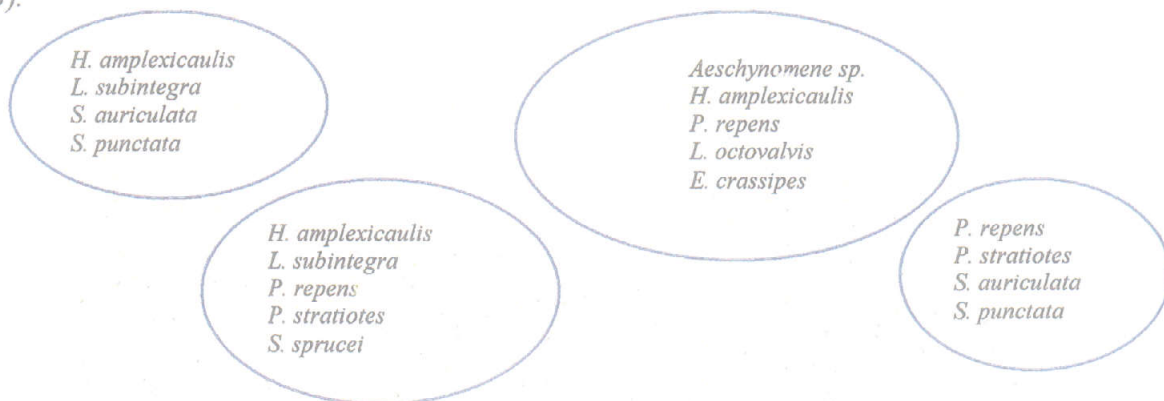 H. amplexicaulis
L. subintegra
S. auriculata
S. punctata
Aeschynomene sp.
H. amplexicaulis
P. repens
L. octovalvis
E. crassipes
H. amplexicaulis
L. subintegra
P. repens
P. stratiotes
S. sprucei
P. repens
P. stratiotes
S. auriculata
S. punctata